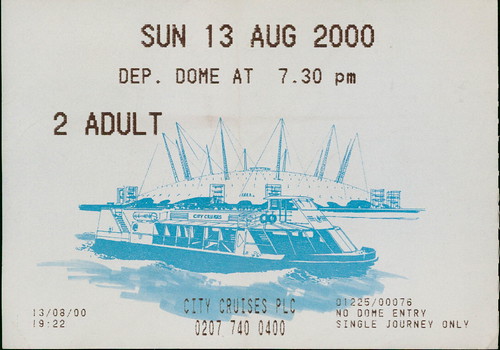 SUN 13 AUG 2000
DEP. DOME AT 7.30 pm
2 ADULT
CITY CRUISES
13/08/00
19:22
CITY CRUISES PLC
0207 740 0400
01225/00076
NO DOME ENTRY
SINGLE JOURNEY ONLY